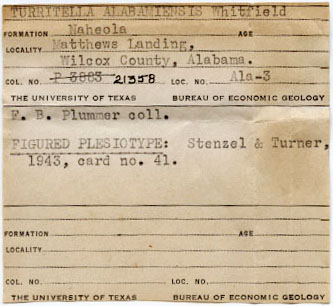 TURRITELLA ALABAMIENSIS Whitfield
FORMATION Naheola AGE
LOCALITY Matthews Landing,
Wilcox County, Alabama.
COL. NO. P 3883 21358 LOC. NO. Ala-3
THE UNIVERSITY OF TEXAS BUREAU OF ECONOMIC GEOLOGY
F. B. Plummer coll.
FIGURED PLESIOTYPE: Stenzel & Turner,
1943, card no. 41.
FORMATION AGE
LOCALITY
COL. NO. LOC. NO.
THE UNIVERSITY OF TEXAS BUREAU OF ECONOMIC GEOLOGY